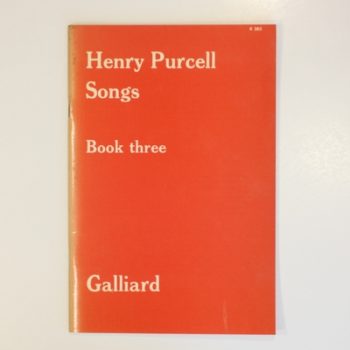 Henry Purcell
Songs
Book three
Galliard